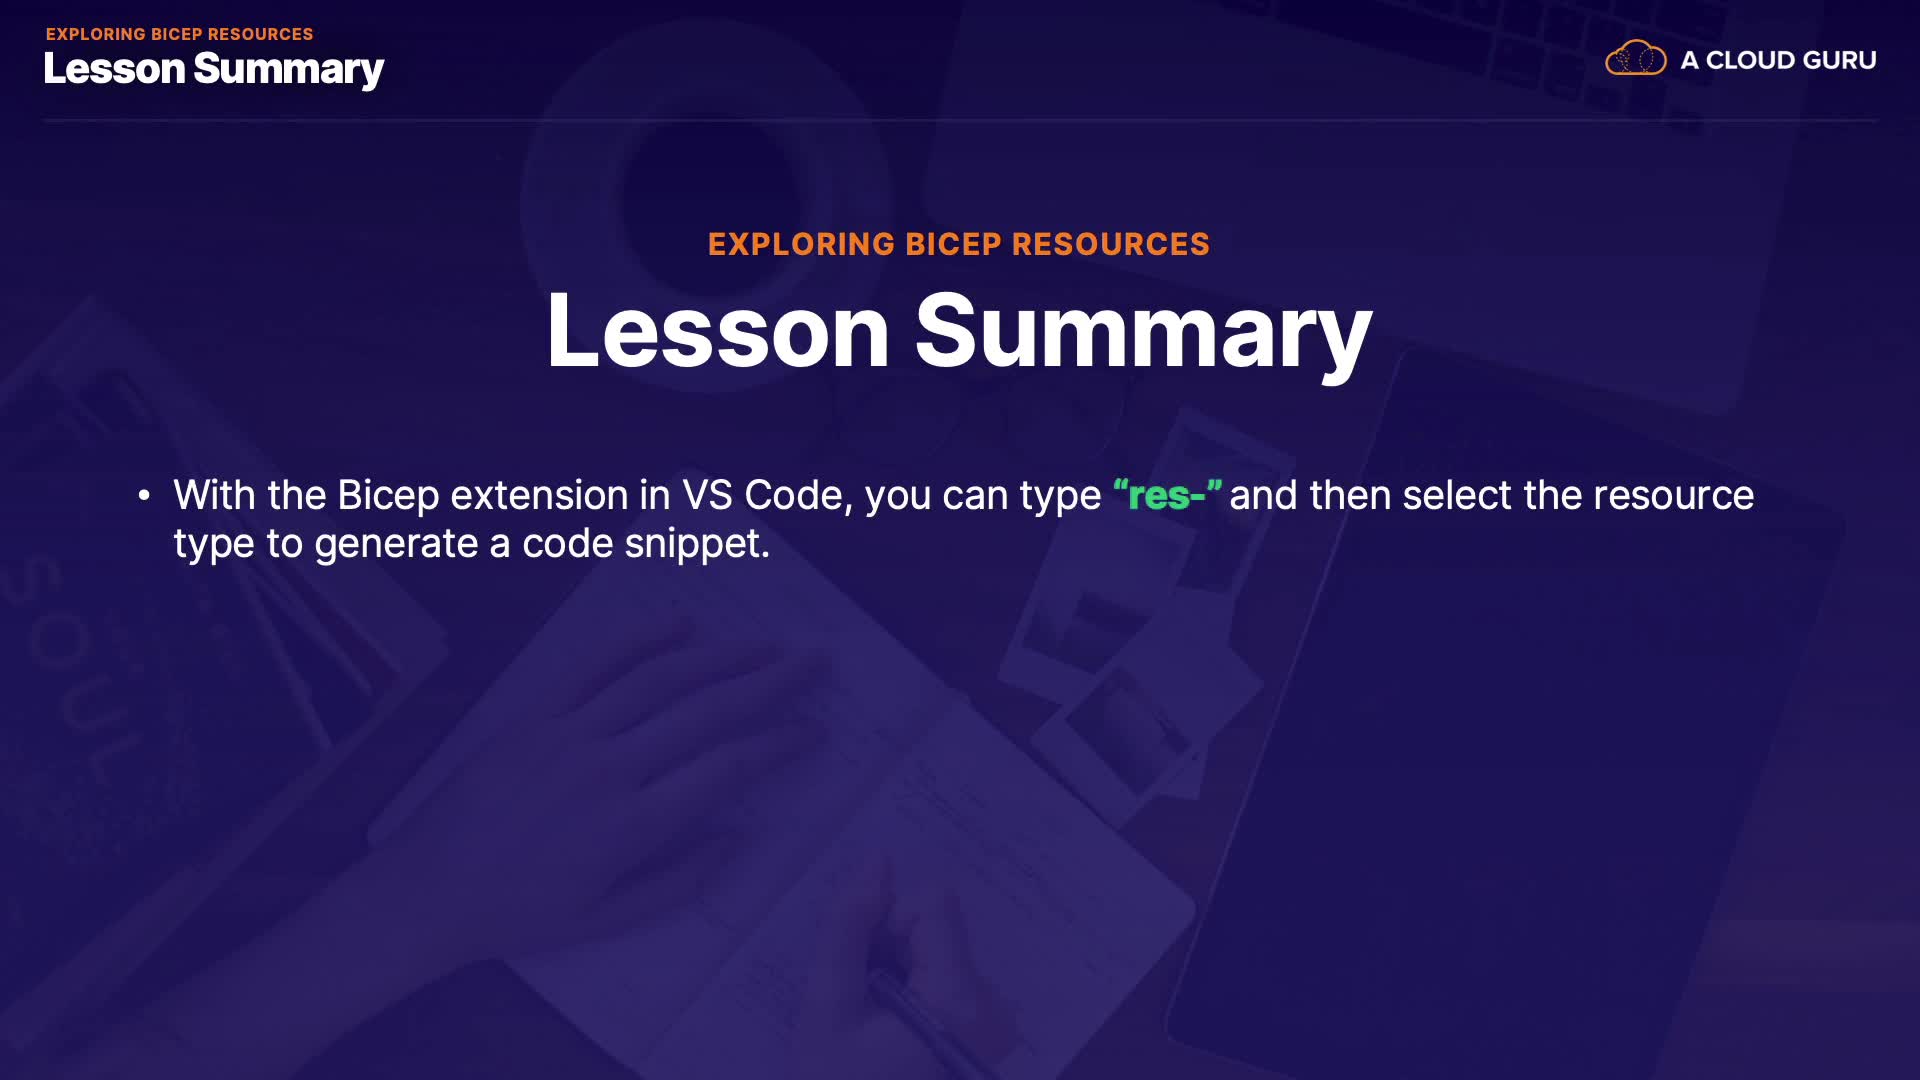 EXPLORING BICEP RESOURCES
Lesson Summary
A CLOUD GURU
EXPLORING BICEP RESOURCES
Lesson Summary
• With the Bicep extension in VS Code, you can type “res-” and then select the resource
type to generate a code snippet.
SOUL